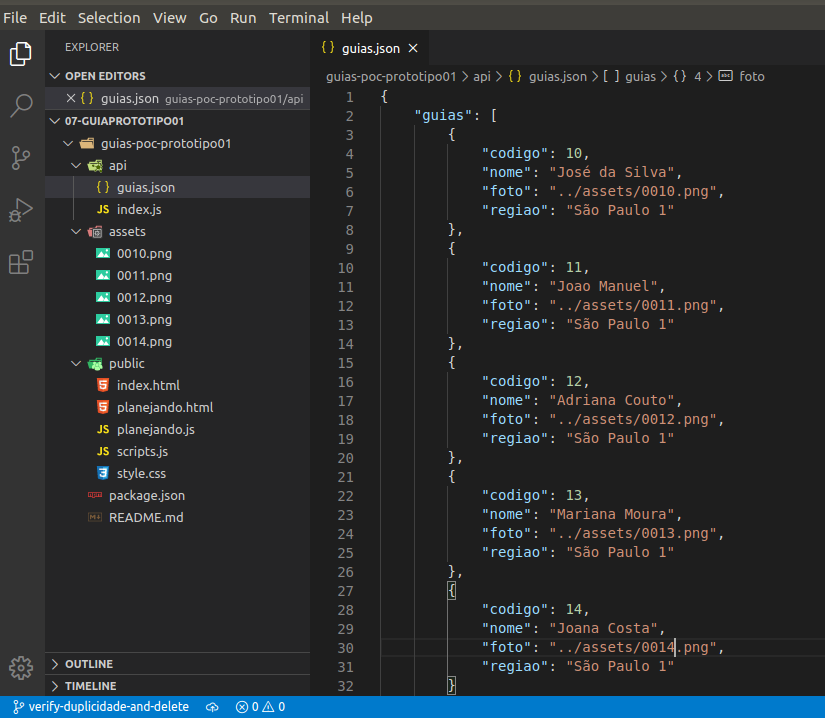 File Edit Selection View Go Run Terminal Help
EXPLORER
OPEN EDITORS
{ } guias.json guias-poc-prototipo01/api
07-GUIAPROTOTIPO01
guias-poc-prototipo01
api
{ } guias.json
JS index.js
assets
0010.png
0011.png
0012.png
0013.png
0014.png
public
index.html
planejando.html
JS planejando.js
JS scripts.js
style.css
package.json
README.md
OUTLINE
TIMELINE
{ } guias.json
guias-poc-prototipo01 > api > { } guias.json > [ ] guias > { } 4 > abc foto
1 {
2 "guias": [
3 {
4 "codigo": 10,
5 "nome": "José da Silva",
6 "foto": "../assets/0010.png",
7 "regiao": "São Paulo 1"
8 },
9 {
10 "codigo": 11,
11 "nome": "Joao Manuel",
12 "foto": "../assets/0011.png",
13 "regiao": "São Paulo 1"
14 },
15 {
16 "codigo": 12,
17 "nome": "Adriana Couto",
18 "foto": "../assets/0012.png",
19 "regiao": "São Paulo 1"
20 },
21 {
22 "codigo": 13,
23 "nome": "Mariana Moura",
24 "foto": "../assets/0013.png",
25 "regiao": "São Paulo 1"
26 },
27 {
28 "codigo": 14,
29 "nome": "Joana Costa",
30 "foto": "../assets/0014.png",
31 "regiao": "São Paulo 1"
32 }
verify-duplicidade-and-delete 0 0